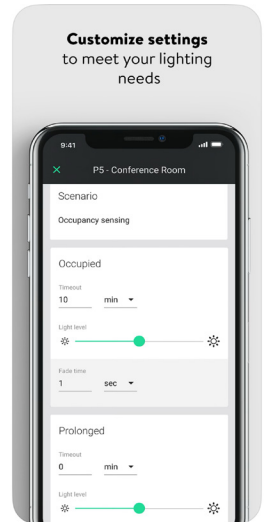 Customize settings
to meet your lighting
needs
9:41
P5 - Conference Room
Scenario
Occupancy sensing
Occupied
Timeout
10 min
Light level
Fade time
1 sec
Prolonged
Timeout
0 min
Light level